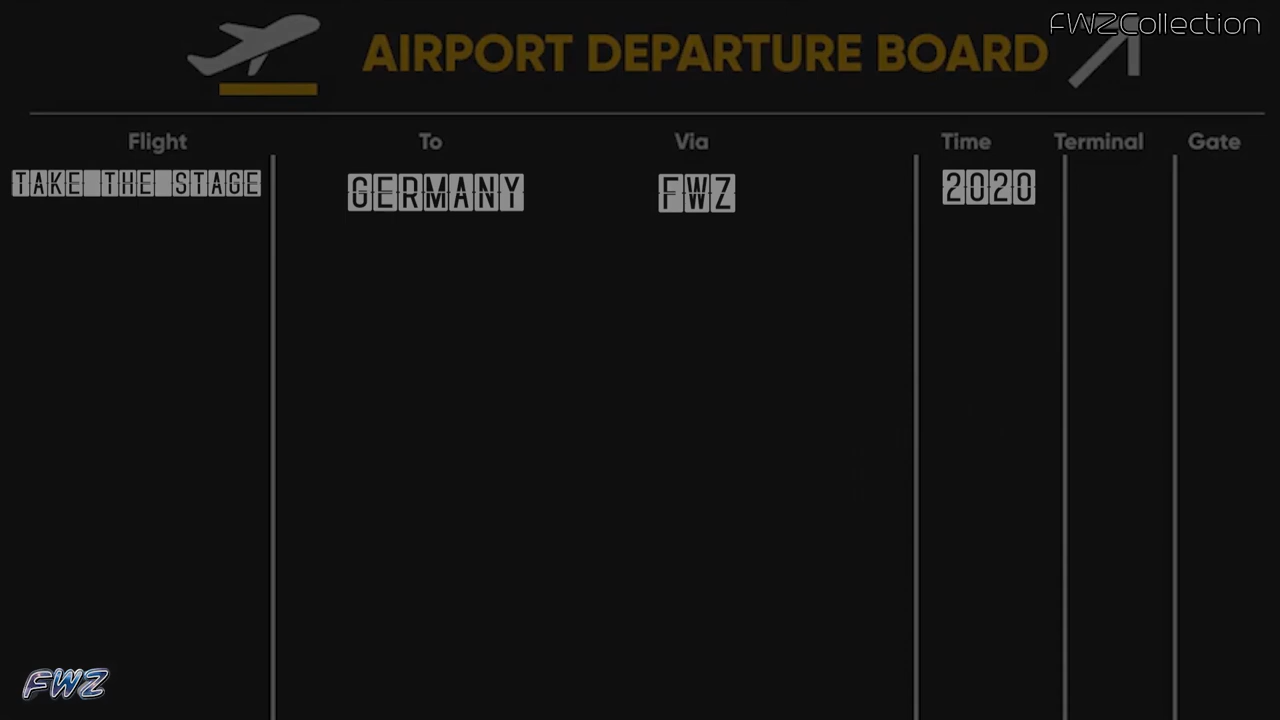 FWZCollection
AIRPORT DEPARTURE BOARD
Flight To Via Time Terminal Gate
TAKE THE STAGE GERMANY FWZ 2020
FWZ